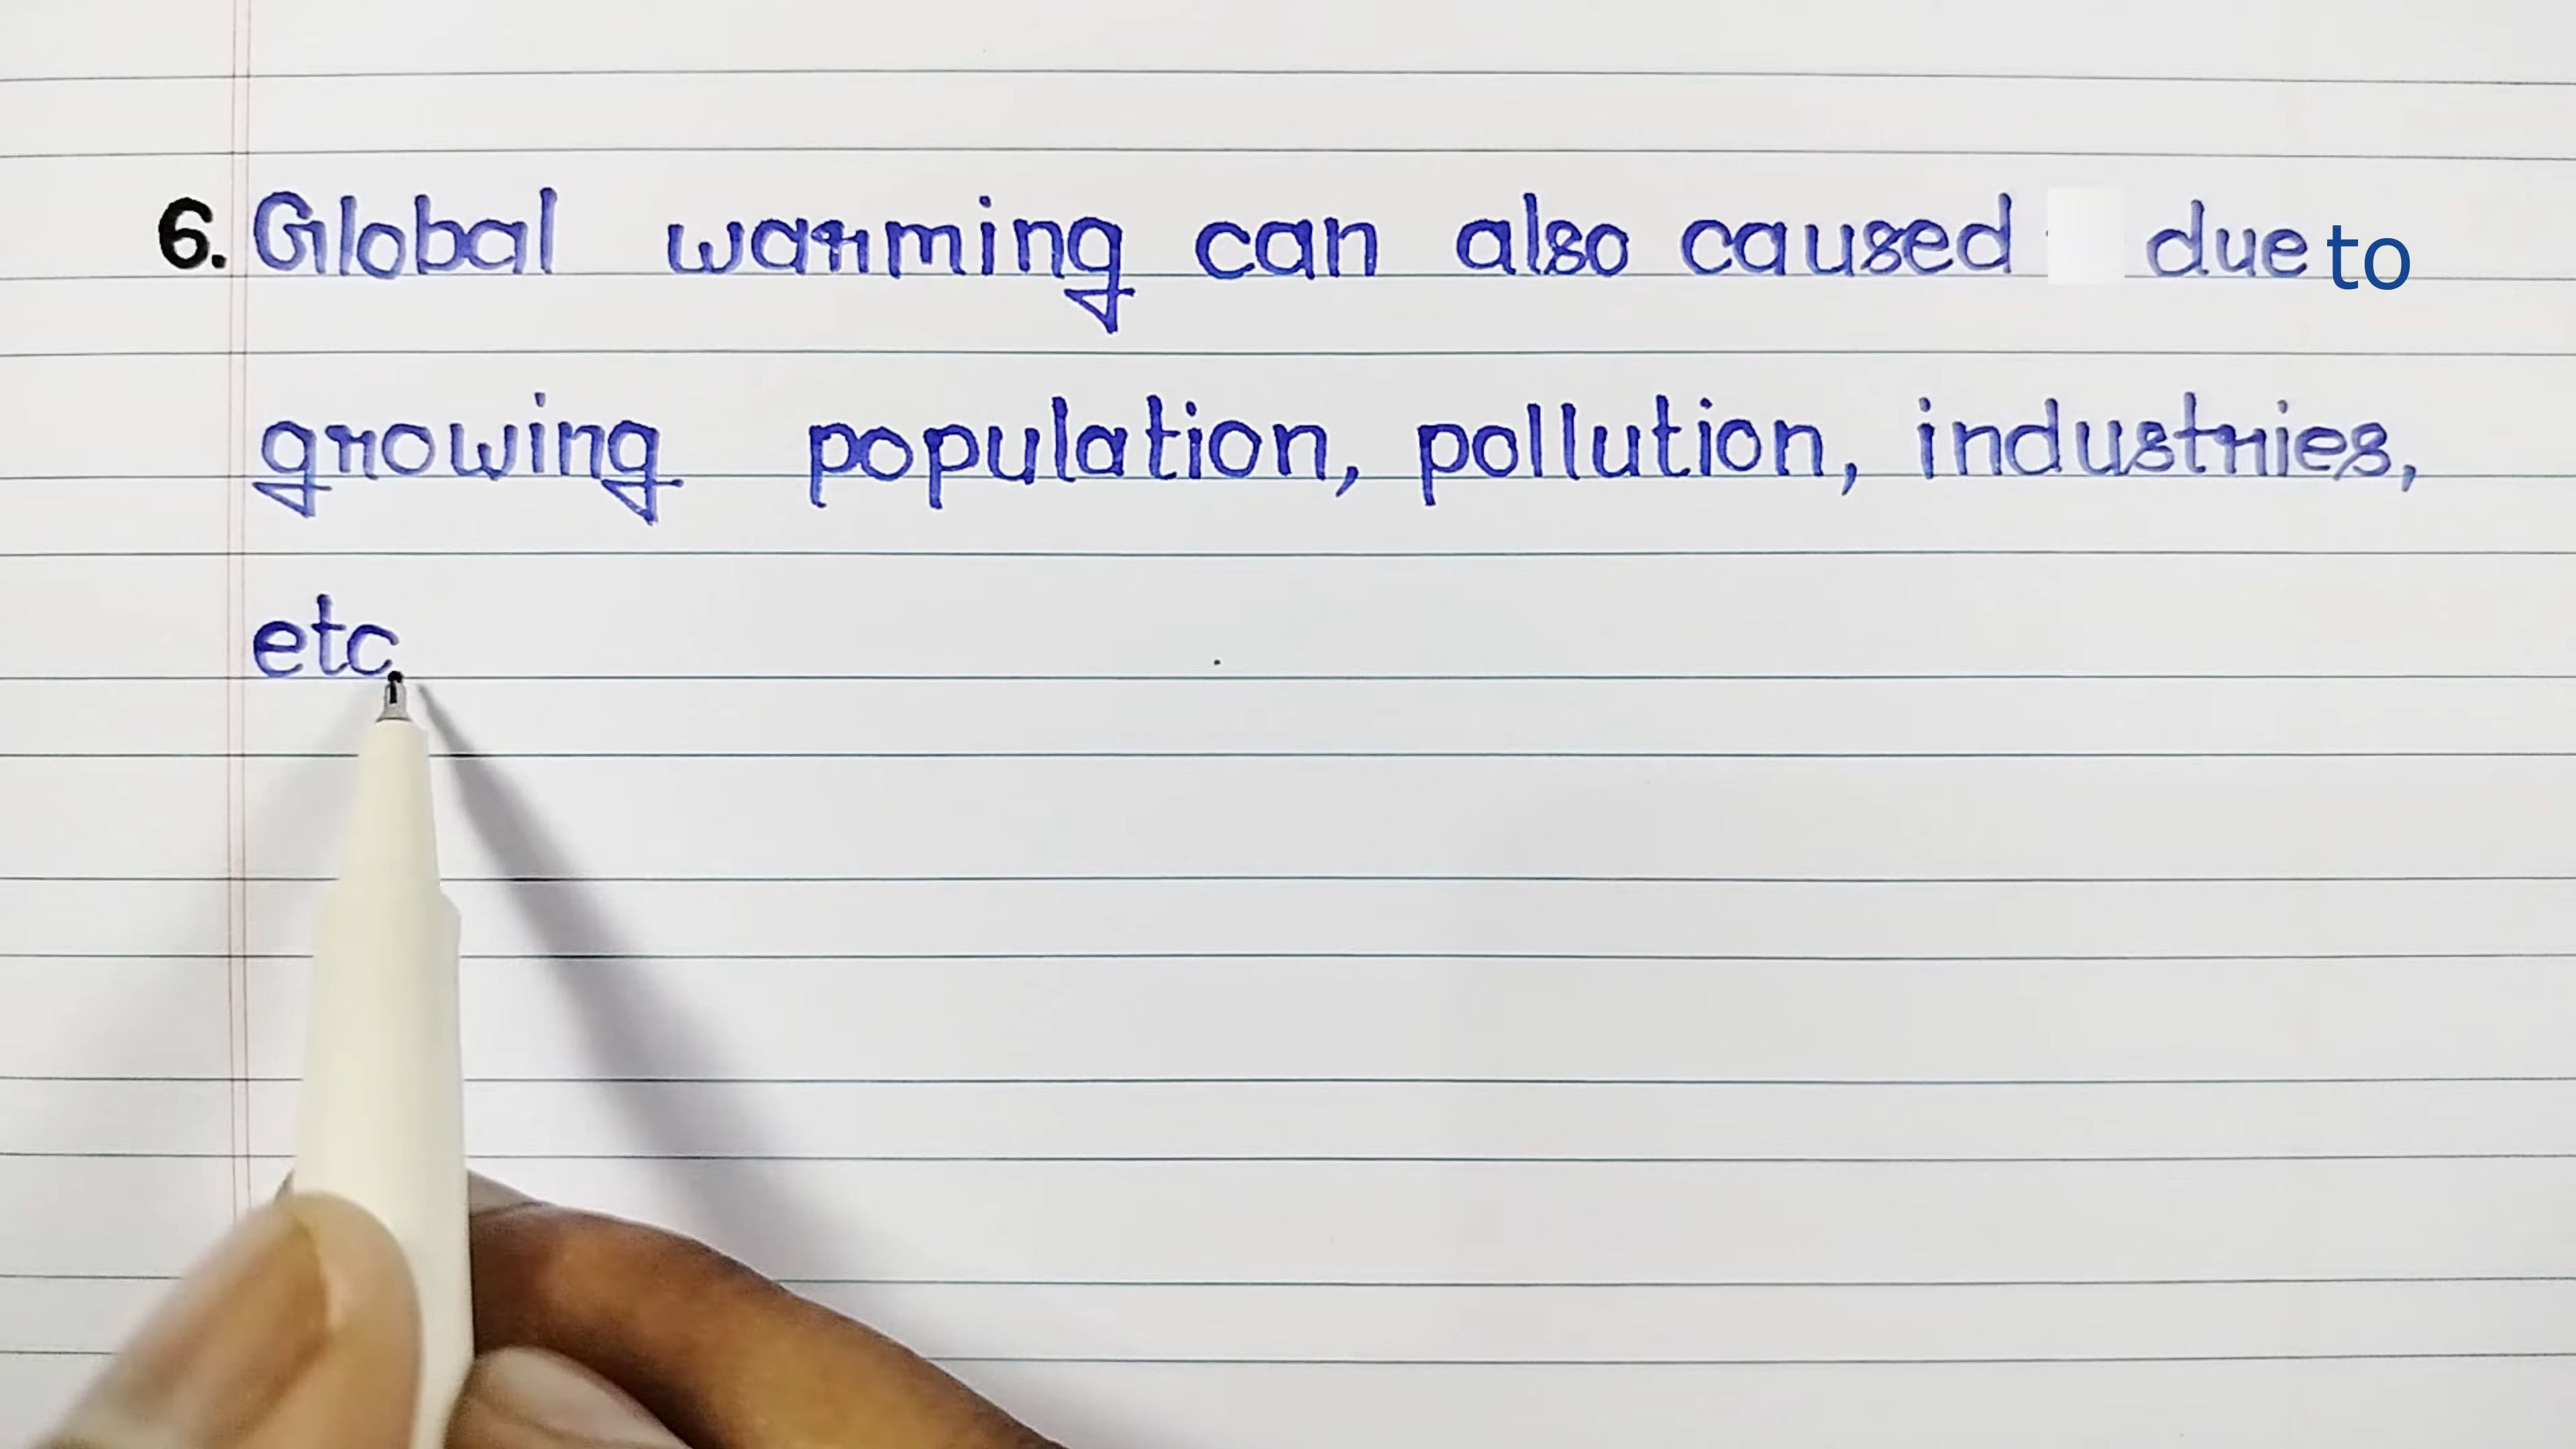 6. Global warming can also caused due to
growing population, pollution, industries,
etc.